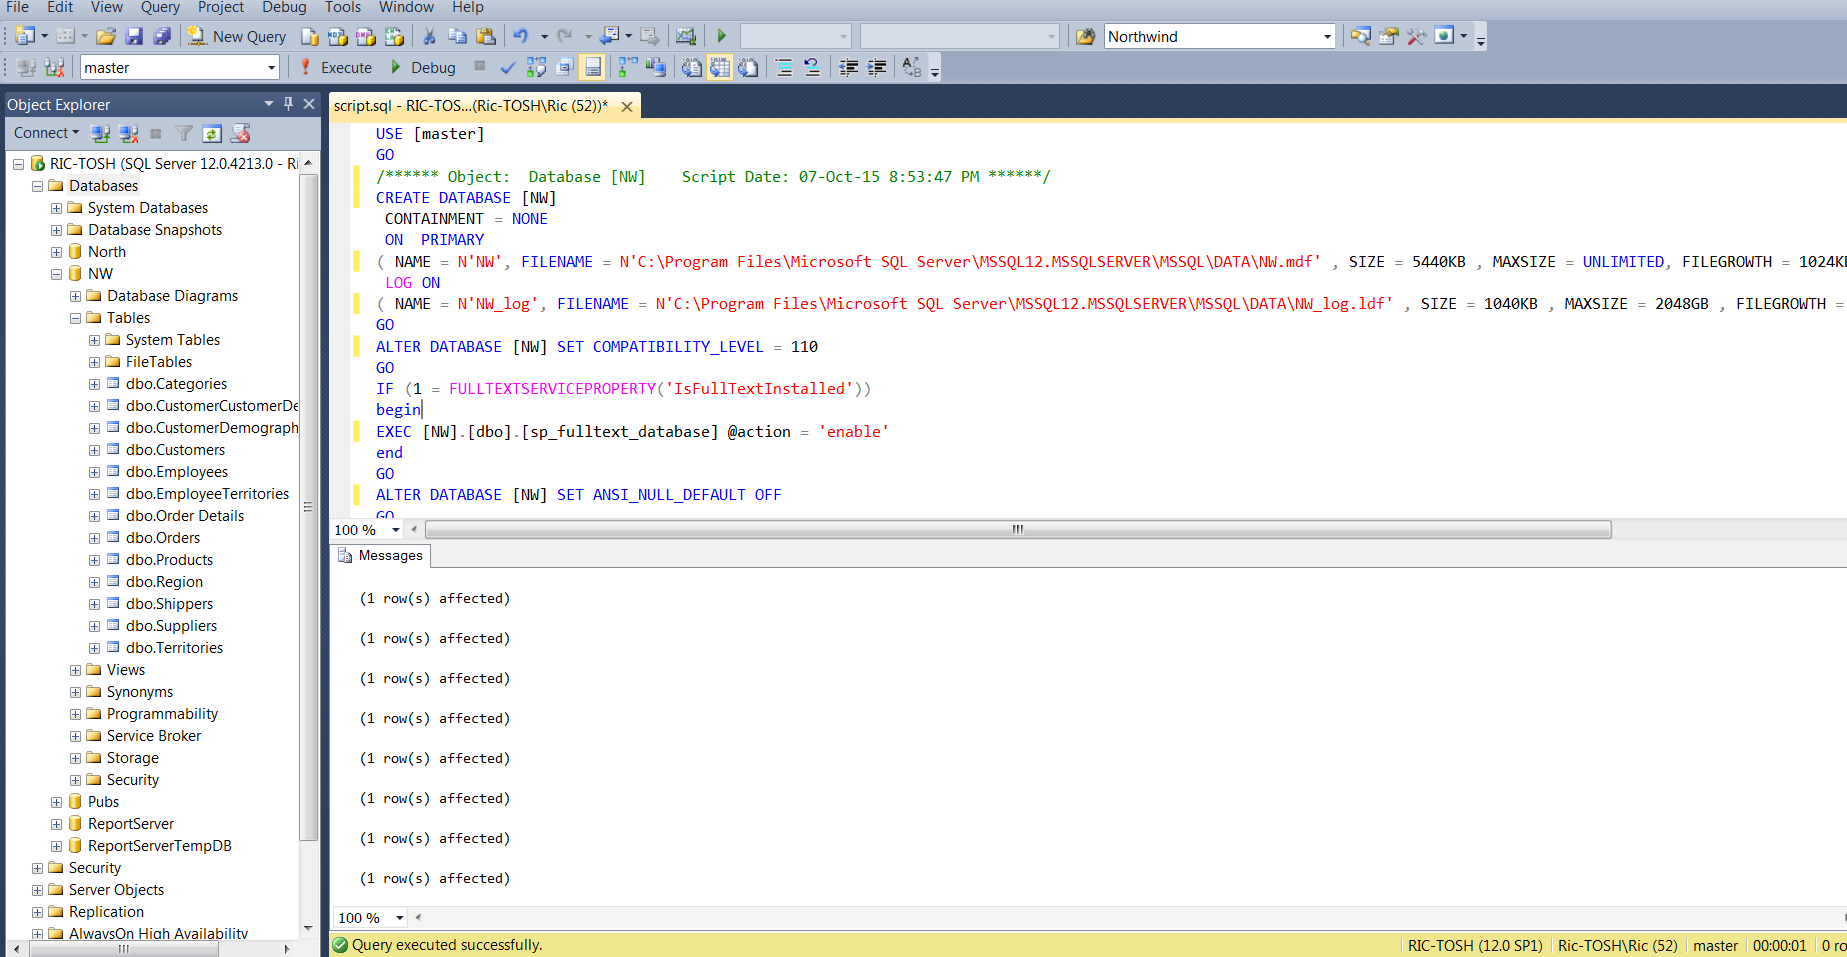 File Edit View Query Project Debug Tools Window Help
New Query Northwind
master Execute Debug
Object Explorer
Connect
RIC-TOSH (SQL Server 12.0.4213.0 - Ri
Databases
System Databases
Database Snapshots
North
NW
Database Diagrams
Tables
System Tables
FileTables
dbo.Categories
dbo.CustomerCustomerDe
dbo.CustomerDemograph
dbo.Customers
dbo.Employees
dbo.EmployeeTerritories
dbo.Order Details
dbo.Orders
dbo.Products
dbo.Region
dbo.Shippers
dbo.Suppliers
dbo.Territories
Views
Synonyms
Programmability
Service Broker
Storage
Security
Pubs
ReportServer
ReportServerTempDB
Security
Server Objects
Replication
AlwaysOn High Availability
script.sql - RIC-TOS...(Ric-TOSH\Ric (52))*
USE [master]
GO
/****** Object:  Database [NW]    Script Date: 07-Oct-15 8:53:47 PM ******/
CREATE DATABASE [NW]
CONTAINMENT = NONE
ON  PRIMARY
( NAME = N'NW', FILENAME = N'C:\Program Files\Microsoft SQL Server\MSSQL12.MSSQLSERVER\MSSQL\DATA\NW.mdf' , SIZE = 5440KB , MAXSIZE = UNLIMITED, FILEGROWTH = 1024KB
LOG ON
( NAME = N'NW_log', FILENAME = N'C:\Program Files\Microsoft SQL Server\MSSQL12.MSSQLSERVER\MSSQL\DATA\NW_log.ldf' , SIZE = 1040KB , MAXSIZE = 2048GB , FILEGROWTH =
GO
ALTER DATABASE [NW] SET COMPATIBILITY_LEVEL = 110
GO
IF (1 = FULLTEXTSERVICEPROPERTY('IsFullTextInstalled'))
begin
EXEC [NW].[dbo].[sp_fulltext_database] @action = 'enable'
end
GO
ALTER DATABASE [NW] SET ANSI_NULL_DEFAULT OFF
GO
100 %
Messages
(1 row(s) affected)
(1 row(s) affected)
(1 row(s) affected)
(1 row(s) affected)
(1 row(s) affected)
(1 row(s) affected)
(1 row(s) affected)
(1 row(s) affected)
100 %
Query executed successfully. RIC-TOSH (12.0 SP1) Ric-TOSH\Ric (52) master 00:00:01 0 ro